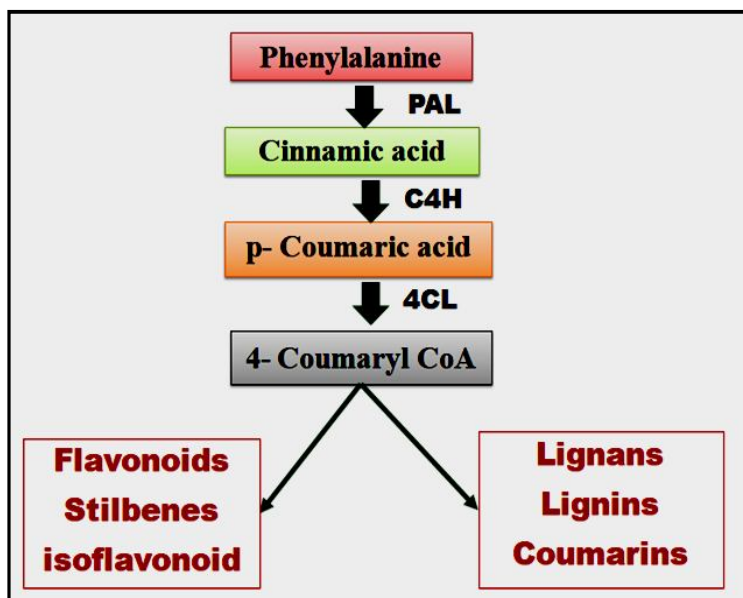 Phenylalanine
PAL
Cinnamic acid
C4H
p- Coumaric acid
4CL
4- Coumaryl CoA
Flavonoids
Stilbenes
isoflavonoid
Lignans
Lignins
Coumarins